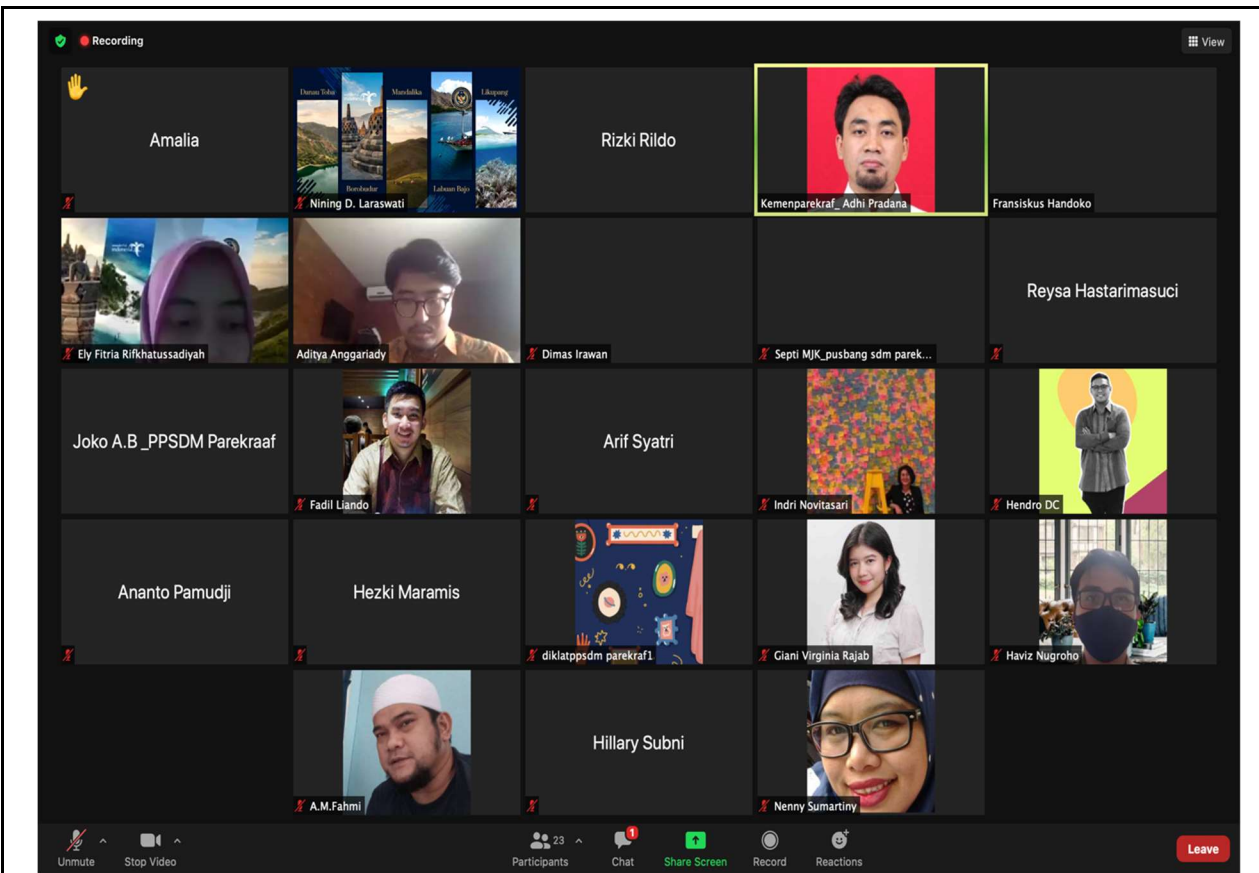 Recording
View
Amalia
Danau Toba
Mandalika
Likupang
Borobudur
Labuan Bajo
Nining D. Laraswati
Rizki Rildo
Kemenparekraf_ Adhi Pradana
Fransiskus Handoko
Ely Fitria Rifkhatussadiyah
Aditya Anggariady
Dimas Irawan
Septi MJK_pusbang sdm parek...
Reysa Hastarimasuci
Joko A.B _PPSDM Parekraaf
Fadil Liando
Arif Syatri
Indri Novitasari
Hendro DC
Ananto Pamudji
Hezki Maramis
diklatppsdm parekraf1
Giani Virginia Rajab
Haviz Nugroho
A.M.Fahmi
Hillary Subni
Nenny Sumartiny
Unmute
Stop Video
23
Participants
1
Chat
Share Screen
Record
Reactions
Leave